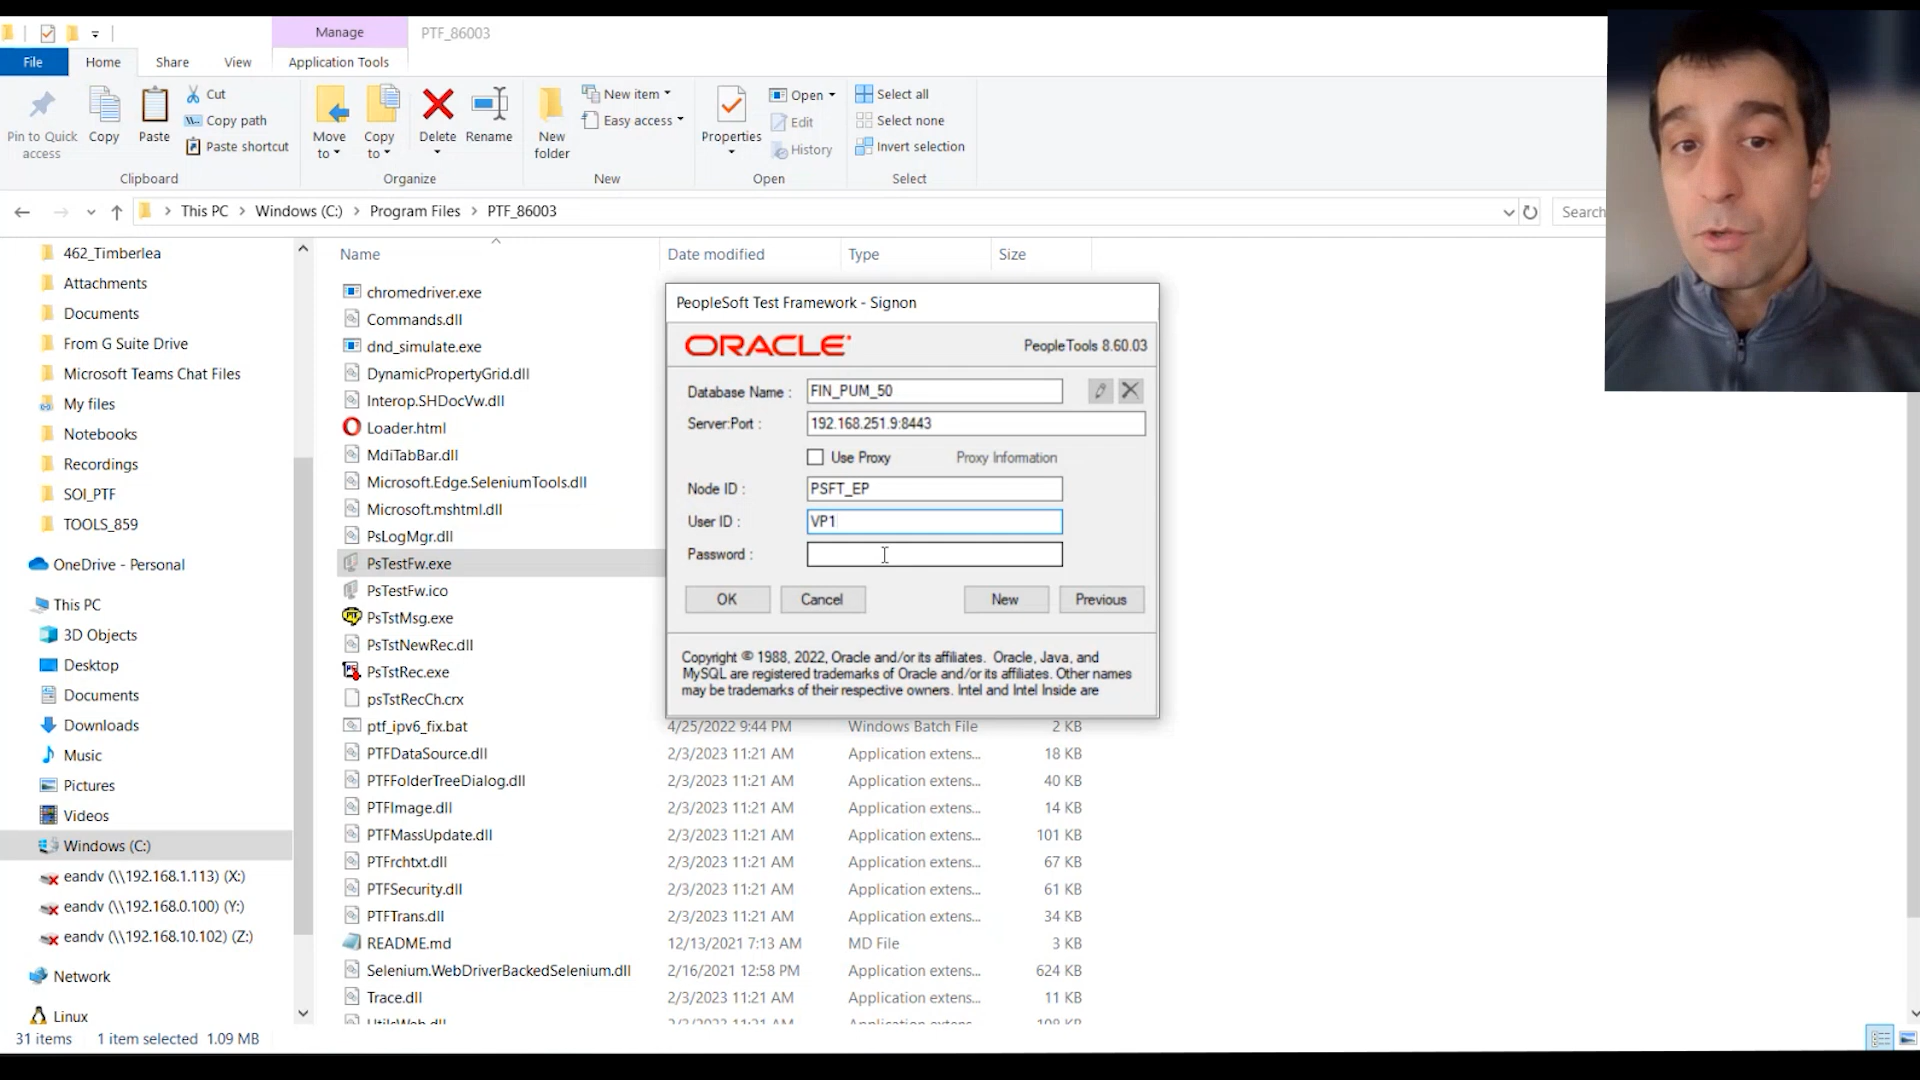 Manage
PTF_86003
File
Home
Share
View
Application Tools
Pin to Quick access
Copy
Paste
Cut
Copy path
Paste shortcut
Clipboard
Move to
Copy to
Delete
Rename
Organize
New folder
New item
Easy access
New
Properties
Open
Edit
History
Open
Select all
Select none
Invert selection
Select
This PC > Windows (C:) > Program Files > PTF_86003
Search
462_Timberlea
Attachments
Documents
From G Suite Drive
Microsoft Teams Chat Files
My files
Notebooks
Recordings
SOI_PTF
TOOLS_859
OneDrive - Personal
This PC
3D Objects
Desktop
Documents
Downloads
Music
Pictures
Videos
Windows (C:)
eandv (\\192.168.1.113) (X:)
eandv (\\192.168.0.100) (Y:)
eandv (\\192.168.10.102) (Z:)
Network
Linux
Name Date modified Type Size
chromedriver.exe
Commands.dll
dnd_simulate.exe
DynamicPropertyGrid.dll
Interop.SHDocVw.dll
Loader.html
MdiTabBar.dll
Microsoft.Edge.SeleniumTools.dll
Microsoft.mshtml.dll
PsLogMgr.dll
PsTestFw.exe
PsTestFw.ico
PsTstMsg.exe
PsTstNewRec.dll
PsTstRec.exe
psTstRecCh.crx
ptf_ipv6_fix.bat 4/25/2022 9:44 PM Windows Batch File 2 KB
PTFDataSource.dll 2/3/2023 11:21 AM Application extens... 18 KB
PTFFolderTreeDialog.dll 2/3/2023 11:21 AM Application extens... 40 KB
PTFImage.dll 2/3/2023 11:21 AM Application extens... 14 KB
PTFMassUpdate.dll 2/3/2023 11:21 AM Application extens... 101 KB
PTFrchtxt.dll 2/3/2023 11:21 AM Application extens... 67 KB
PTFSecurity.dll 2/3/2023 11:21 AM Application extens... 61 KB
PTFTrans.dll 2/3/2023 11:21 AM Application extens... 34 KB
README.md 12/13/2021 7:13 AM MD File 3 KB
Selenium.WebDriverBackedSelenium.dll 2/16/2021 12:58 PM Application extens... 624 KB
Trace.dll 2/3/2023 11:21 AM Application extens... 11 KB
PeopleSoft Test Framework - Signon
ORACLE PeopleTools 8.60.03
Database Name : FIN_PUM_50
Server:Port : 192.168.251.9:8443
Use Proxy Proxy Information
Node ID : PSFT_EP
User ID : VP1
Password :
OK Cancel New Previous
Copyright © 1988, 2022, Oracle and/or its affiliates. Oracle, Java, and
MySQL are registered trademarks of Oracle and/or its affiliates. Other names
may be trademarks of their respective owners. Intel and Intel Inside are
31 items 1 item selected 1.09 MB